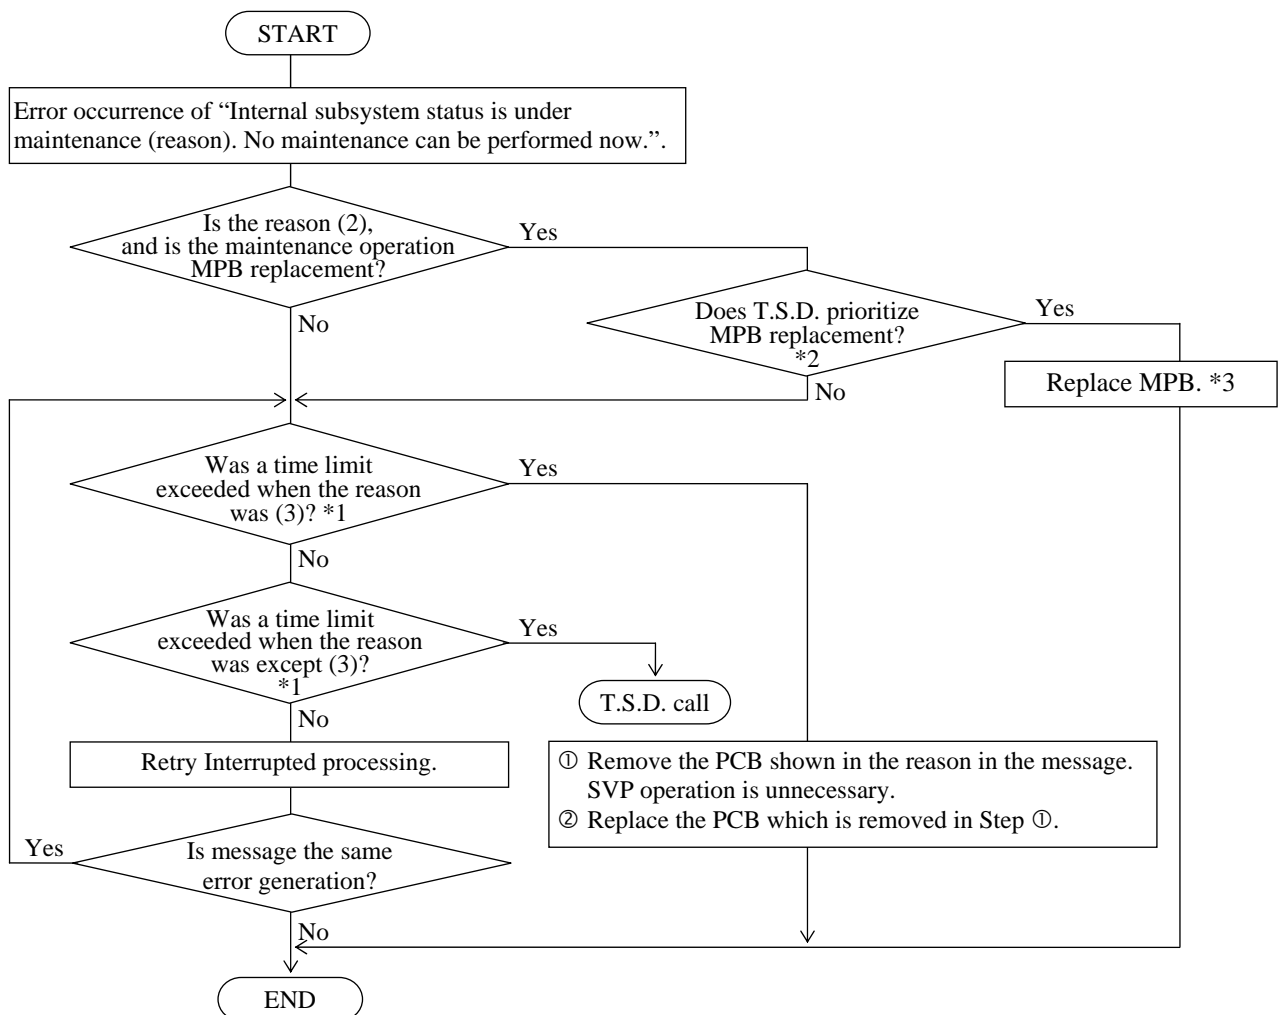 START
Error occurrence of “Internal subsystem status is under
maintenance (reason). No maintenance can be performed now.”.
Is the reason (2),
and is the maintenance operation
MPB replacement?
Yes
No
Does T.S.D. prioritize
MPB replacement?
*2
Yes
No
Replace MPB. *3
Was a time limit
exceeded when the reason
was (3)? *1
Yes
No
Was a time limit
exceeded when the reason
was except (3)?
*1
Yes
No
T.S.D. call
① Remove the PCB shown in the reason in the message.
SVP operation is unnecessary.
② Replace the PCB which is removed in Step ①.
Retry Interrupted processing.
Is message the same
error generation?
Yes
No
END